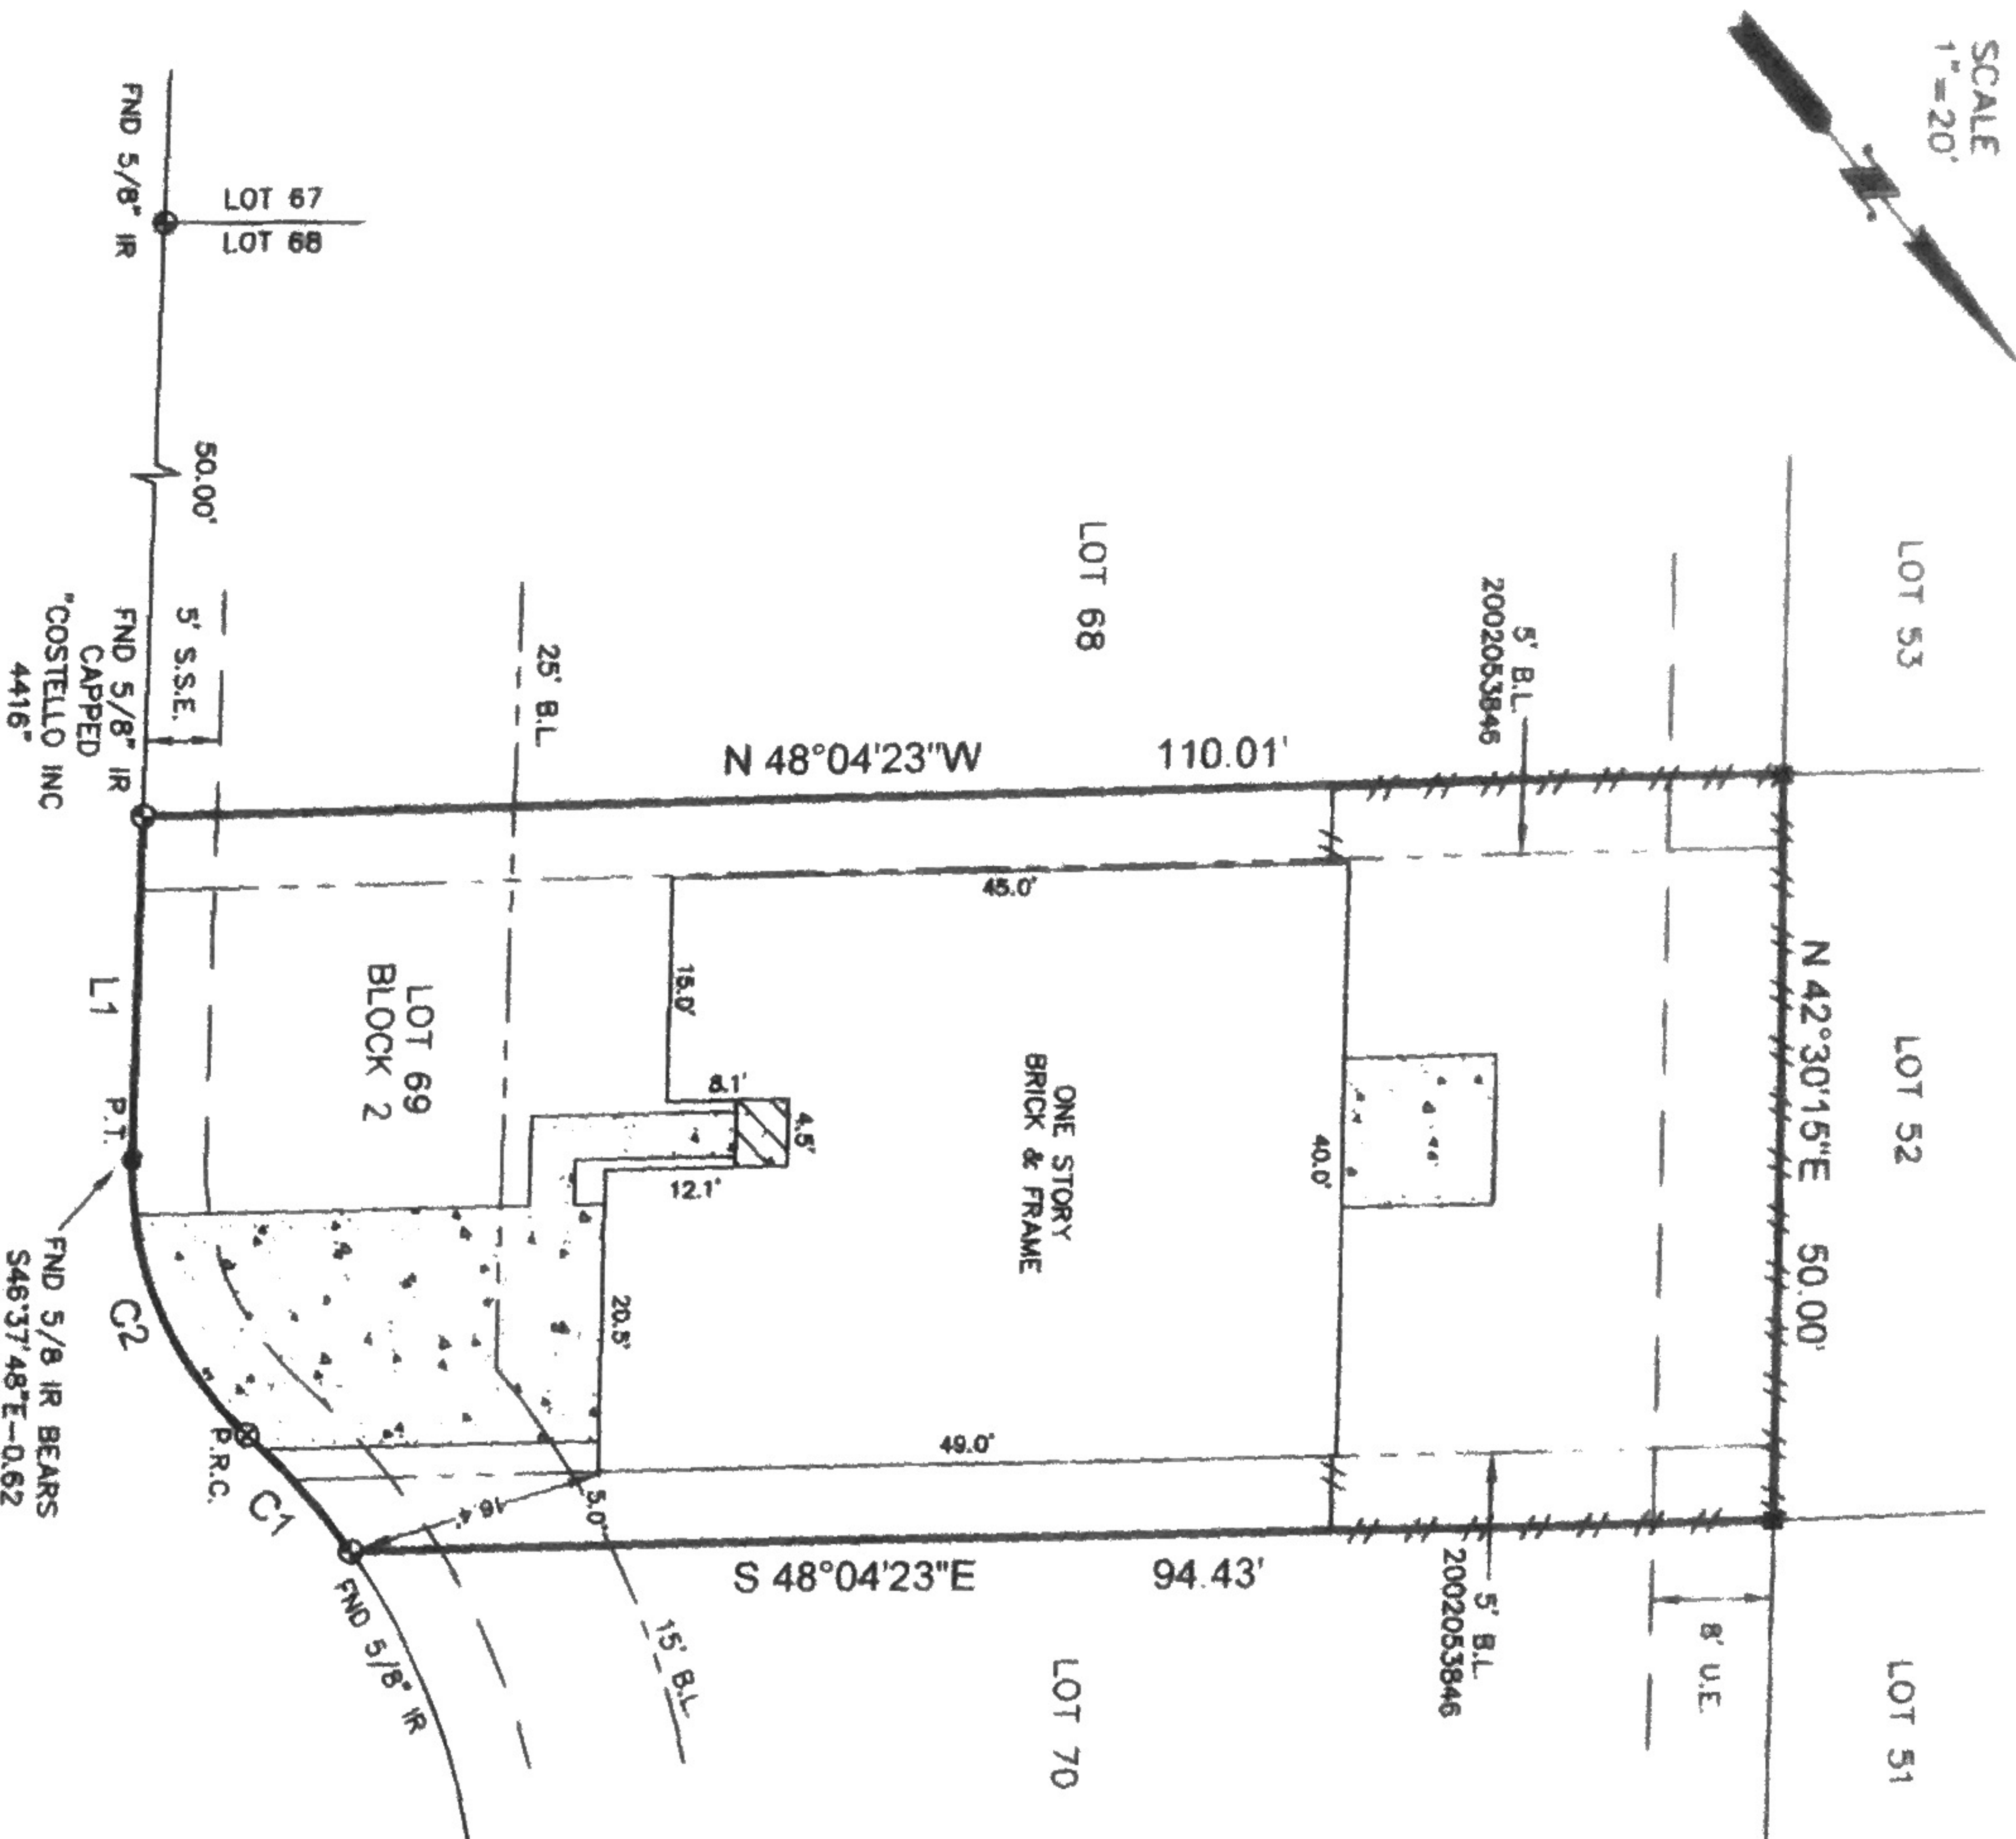 SCALE
1"=20'
N
LOT 53
LOT 52
LOT 51
N 42°30'15"E 50.00'
8' U.E.
5' B.L.
2002053846
5' B.L.
2002053846
LOT 68
LOT 70
N 48°04'23"W 110.01'
S 48°04'23"E 94.43'
ONE STORY
BRICK & FRAME
40.0'
45.0'
49.0'
15.0'
8.1'
4.5'
12.1'
20.5'
5.0'
16.4'
25' B.L.
15' B.L.
LOT 69
BLOCK 2
LOT 67
LOT 68
50.00'
5' S.S.E.
FND 5/8" IR
FND 5/8" IR
CAPPED
"COSTELLO INC
4416"
L1
P.T.
C2
P.R.C.
C1
FND 5/8" IR
FND 5/8 IR BEARS
S46°37'48"E-0.62